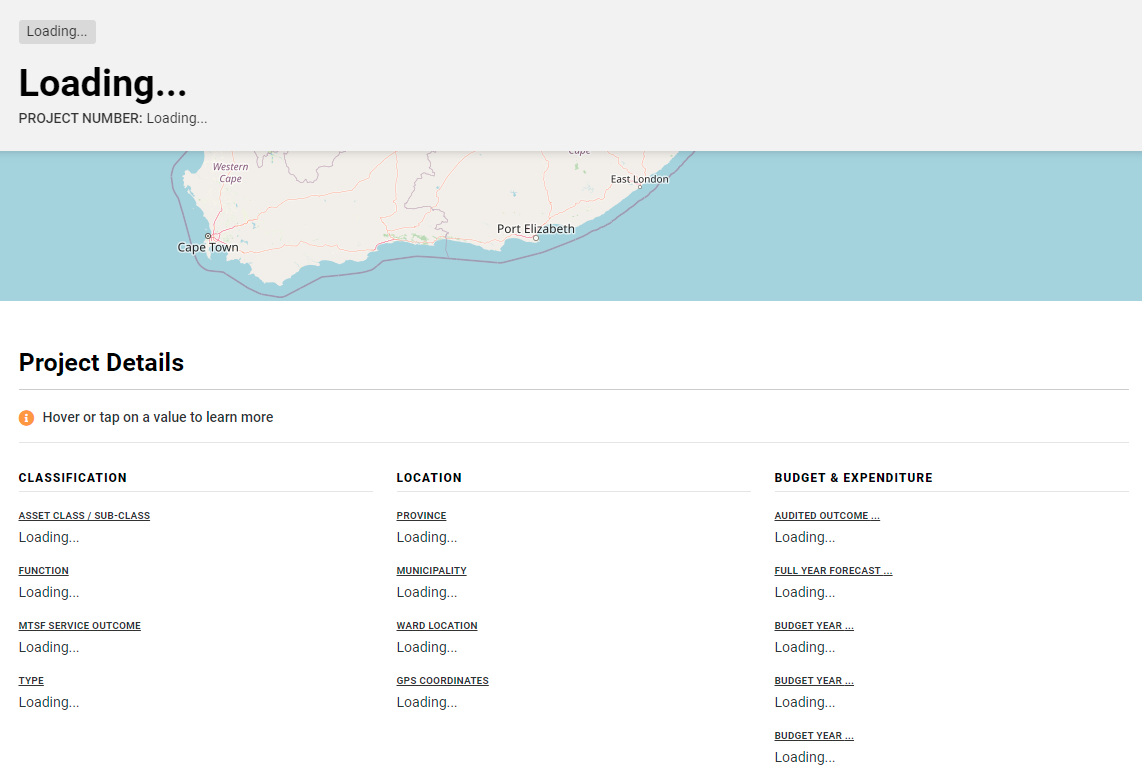 Loading...
Loading...
PROJECT NUMBER: Loading...
Western
Cape
Cape
East London
Port Elizabeth
Cape Town
Project Details
Hover or tap on a value to learn more
CLASSIFICATION
ASSET CLASS / SUB-CLASS
Loading...
FUNCTION
Loading...
MTSF SERVICE OUTCOME
Loading...
TYPE
Loading...
LOCATION
PROVINCE
Loading...
MUNICIPALITY
Loading...
WARD LOCATION
Loading...
GPS COORDINATES
Loading...
BUDGET & EXPENDITURE
AUDITED OUTCOME ...
Loading...
FULL YEAR FORECAST ...
Loading...
BUDGET YEAR ...
Loading...
BUDGET YEAR ...
Loading...
BUDGET YEAR ...
Loading...